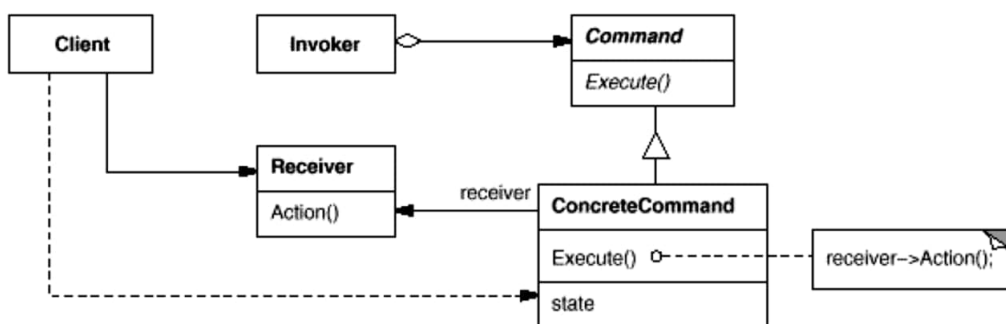 Client
Invoker
Command
Execute()
Receiver
Action()
receiver
ConcreteCommand
Execute()
receiver->Action();
state